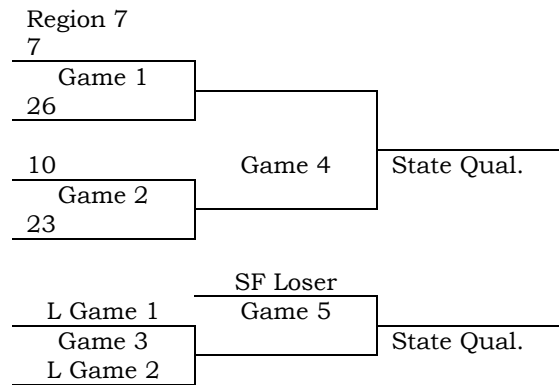 Region 7
7
Game 1
26
10
Game 4
State Qual.
Game 2
23
SF Loser
L Game 1
Game 5
Game 3
State Qual.
L Game 2